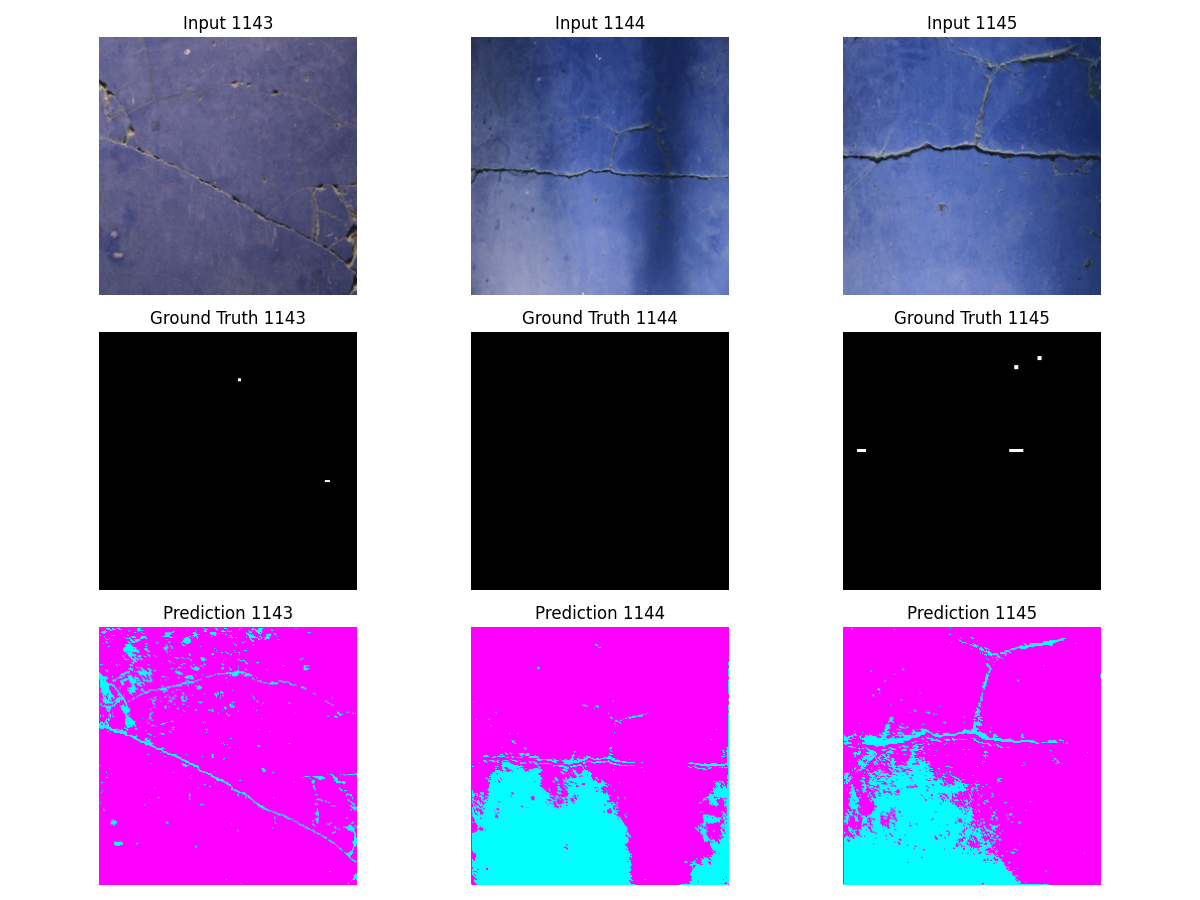 Input 1143
Input 1144
Input 1145
Ground Truth 1143
Ground Truth 1144
Ground Truth 1145
Prediction 1143
Prediction 1144
Prediction 1145